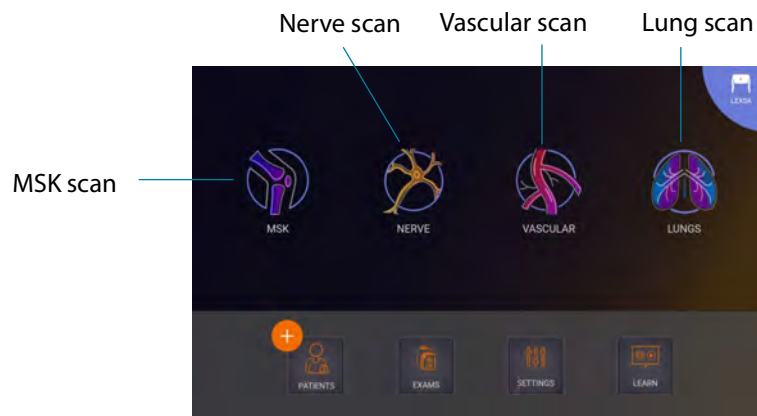 Nerve scan Vascular scan Lung scan
LEXSA
MSK scan
MSK NERVE VASCULAR LUNGS
+
PATIENTS EXAMS SETTINGS LEARN